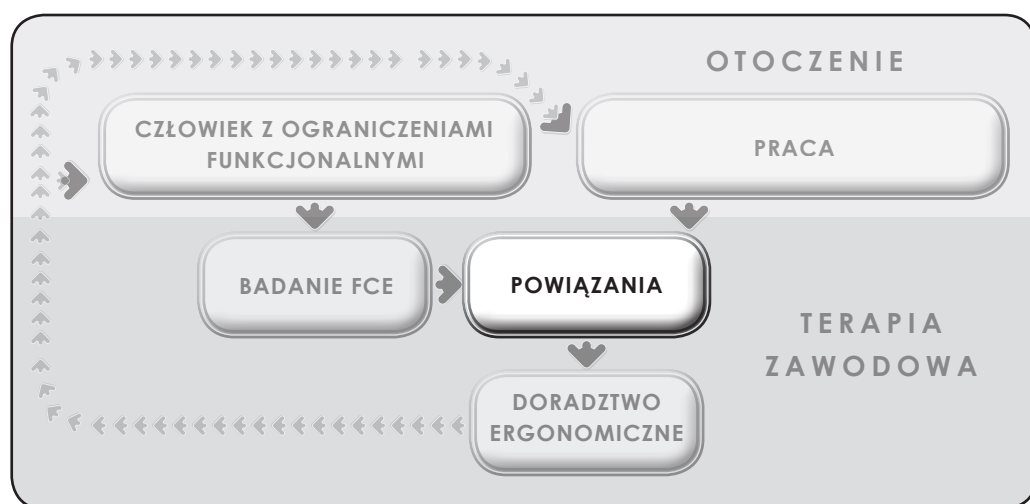 OTOCZENIE
CZŁOWIEK Z OGRANICZENIAMI
FUNKCJONALNYMI
PRACA
BADANIE FCE
POWIĄZANIA
TERAPIA
ZAWODOWA
DORADZTWO
ERGONOMICZNE